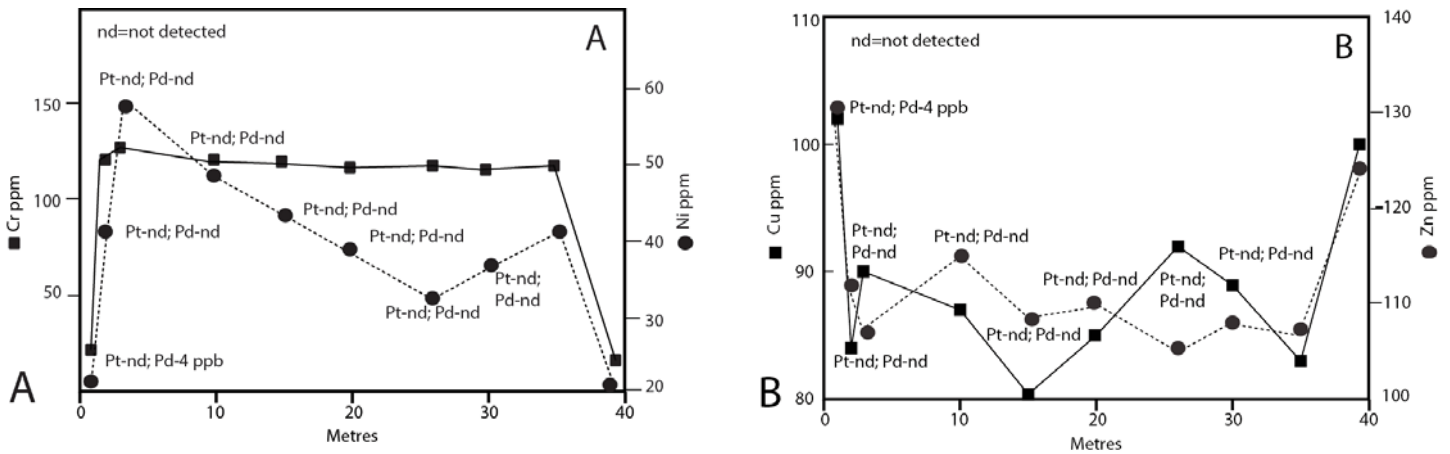 nd=not detected
A
Pt-nd; Pd-nd
Pt-nd; Pd-nd
Pt-nd; Pd-nd
Pt-nd; Pd-nd
Pt-nd; Pd-nd
Pt-nd;
Pd-nd
Pt-nd; Pd-nd
Pt-nd; Pd-4 ppb
150
100
50
Cr ppm
60
50
40
30
20
Ni ppm
0
10
20
30
40
Metres
A
nd=not detected
B
Pt-nd; Pd-4 ppb
Pt-nd;
Pd-nd
Pt-nd; Pd-nd
Pt-nd; Pd-nd
Pt-nd; Pd-nd
Pt-nd;
Pd-nd
Pt-nd; Pd-nd
Pt-nd; Pd-nd
110
100
90
80
Cu ppm
140
130
120
110
100
Zn ppm
0
10
20
30
40
Metres
B